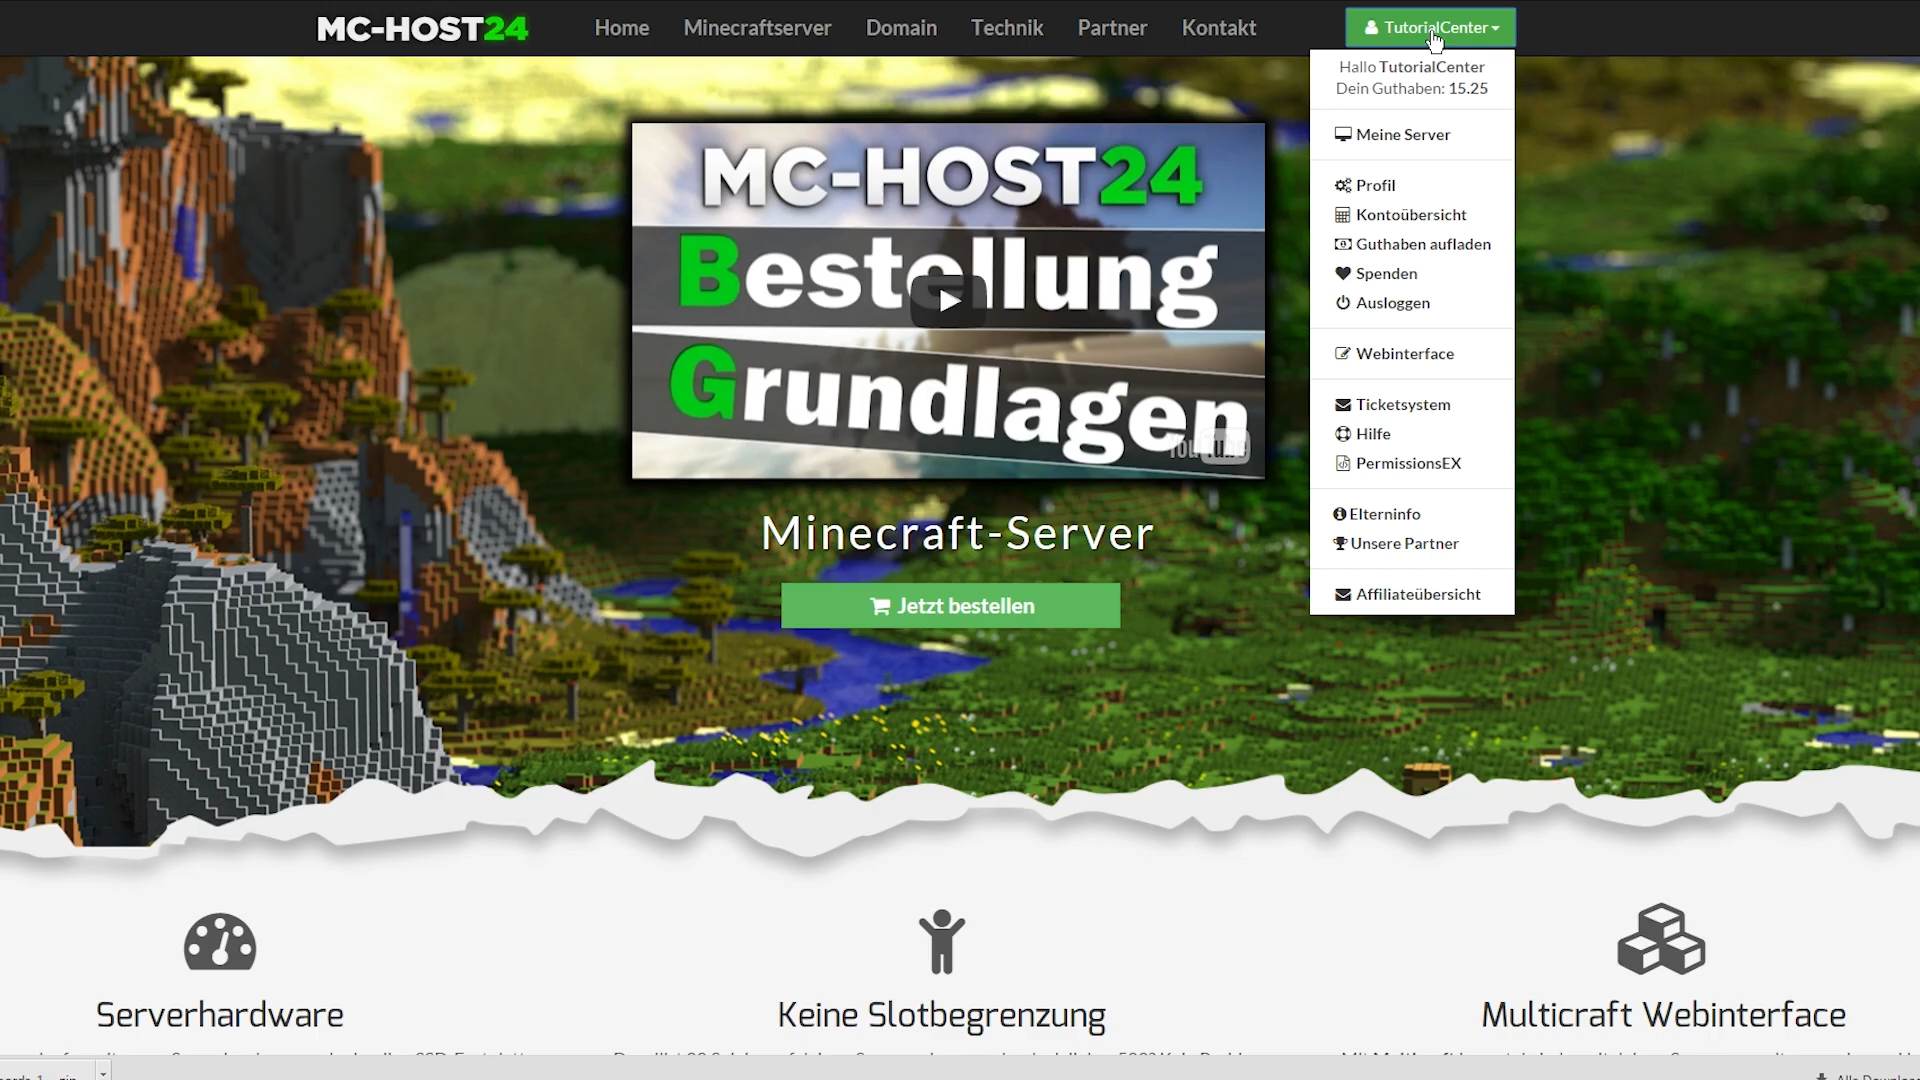 MC-HOST24
Home
Minecraftserver
Domain
Technik
Partner
Kontakt
TutorialCenter
Hallo TutorialCenter
Dein Guthaben: 15.25
Meine Server
Profil
Kontoübersicht
Guthaben aufladen
Spenden
Ausloggen
Webinterface
Ticketsystem
Hilfe
PermissionsEX
Elterninfo
Unsere Partner
Affiliateübersicht
MC-HOST24
Bestellung
Grundlagen
YouTube
Minecraft-Server
Jetzt bestellen
Serverhardware
Keine Slotbegrenzung
Multicraft Webinterface